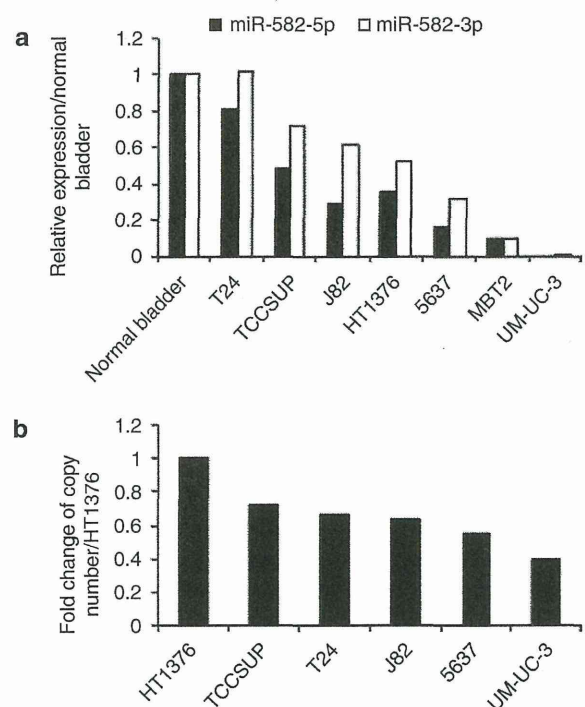 a
miR-582-5p miR-582-3p
Relative expression/normal
bladder
1.2
1
0.8
0.6
0.4
0.2
0
Normal bladder
T24
TCCSUP
J82
HT1376
5637
MBT2
UM-UC-3
b
Fold change of copy
number/HT1376
1.2
1
0.8
0.6
0.4
0.2
0
HT1376
TCCSUP
T24
J82
5637
UM-UC-3